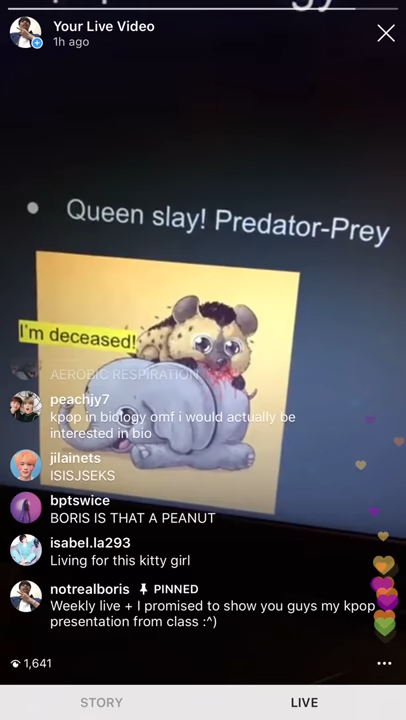 gy
Your Live Video
1h ago
Queen slay! Predator-Prey
I'm deceased!
AEROBIC RESPIRATION
peachjy7
kpop in biology omf i would actually be
interested in bio
jilainets
ISISJSEKS
bptswice
BORIS IS THAT A PEANUT
isabel.la293
Living for this kitty girl
notrealboris PINNED
Weekly live + I promised to show you guys my kpop
presentation from class :^)
1,641
STORY
LIVE